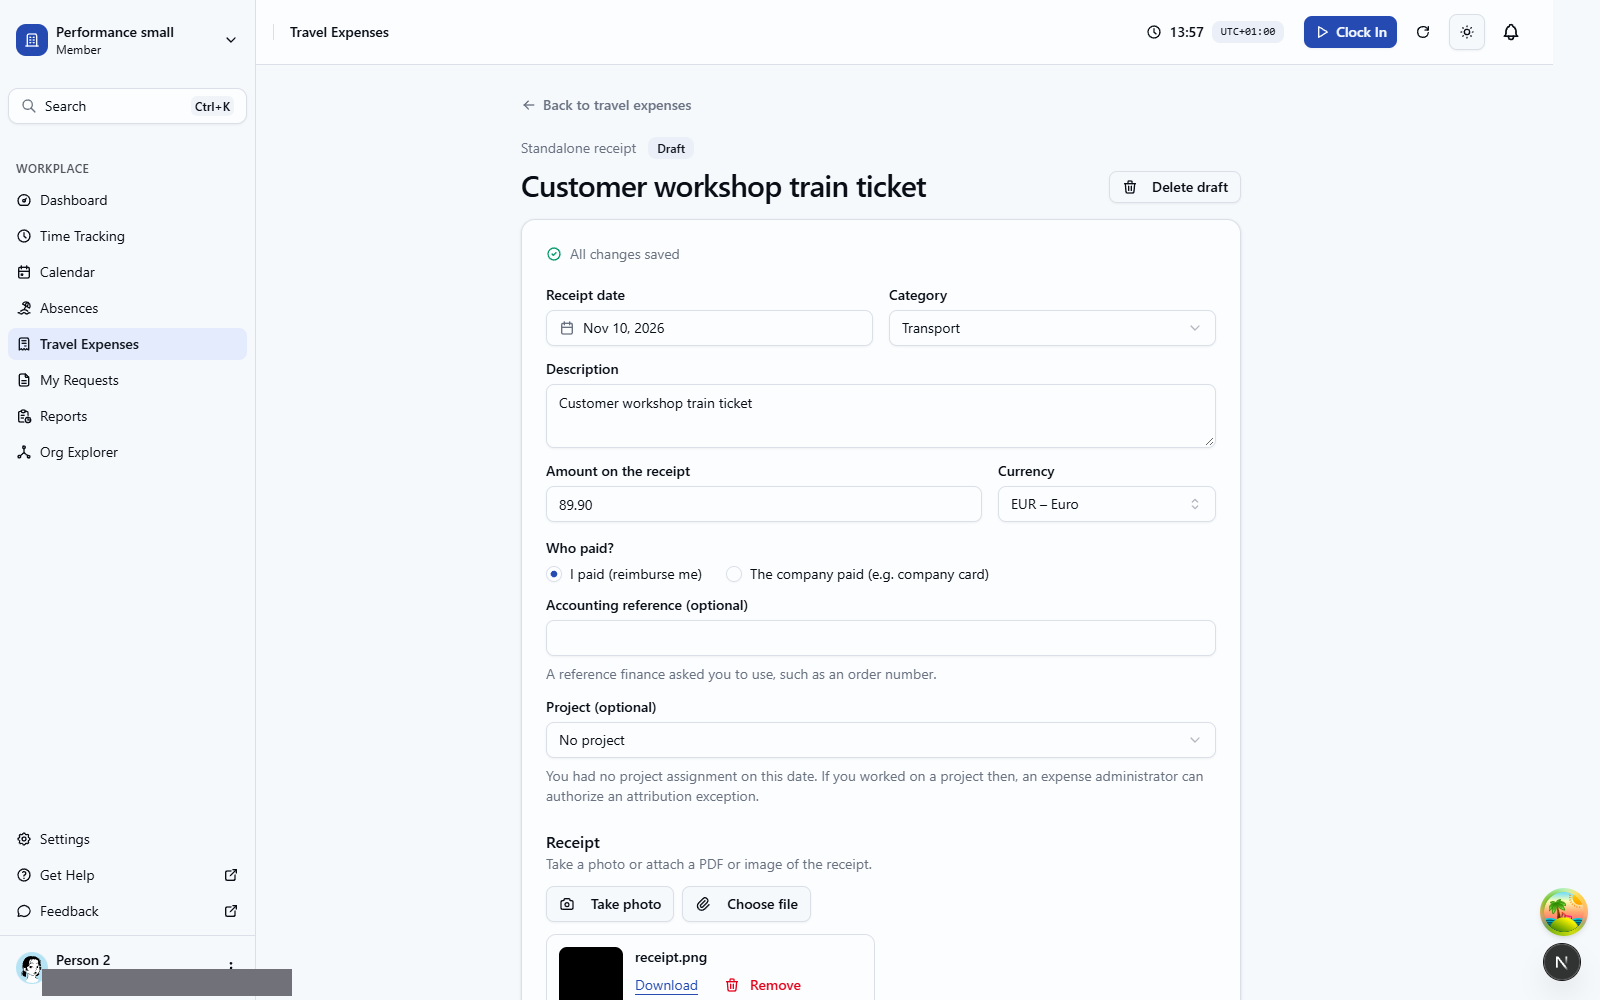 Performance small
Member
Search
Ctrl+K
WORKPLACE
Dashboard
Time Tracking
Calendar
Absences
Travel Expenses
My Requests
Reports
Org Explorer
Settings
Get Help
Feedback
Person 2
Travel Expenses
13:57
UTC+01:00
Clock In
Back to travel expenses
Standalone receipt
Draft
Customer workshop train ticket
Delete draft
All changes saved
Receipt date
Category
Nov 10, 2026
Transport
Description
Customer workshop train ticket
Amount on the receipt
Currency
89.90
EUR – Euro
Who paid?
I paid (reimburse me)
The company paid (e.g. company card)
Accounting reference (optional)
A reference finance asked you to use, such as an order number.
Project (optional)
No project
You had no project assignment on this date. If you worked on a project then, an expense administrator can
authorize an attribution exception.
Receipt
Take a photo or attach a PDF or image of the receipt.
Take photo
Choose file
receipt.png
Download
Remove
N